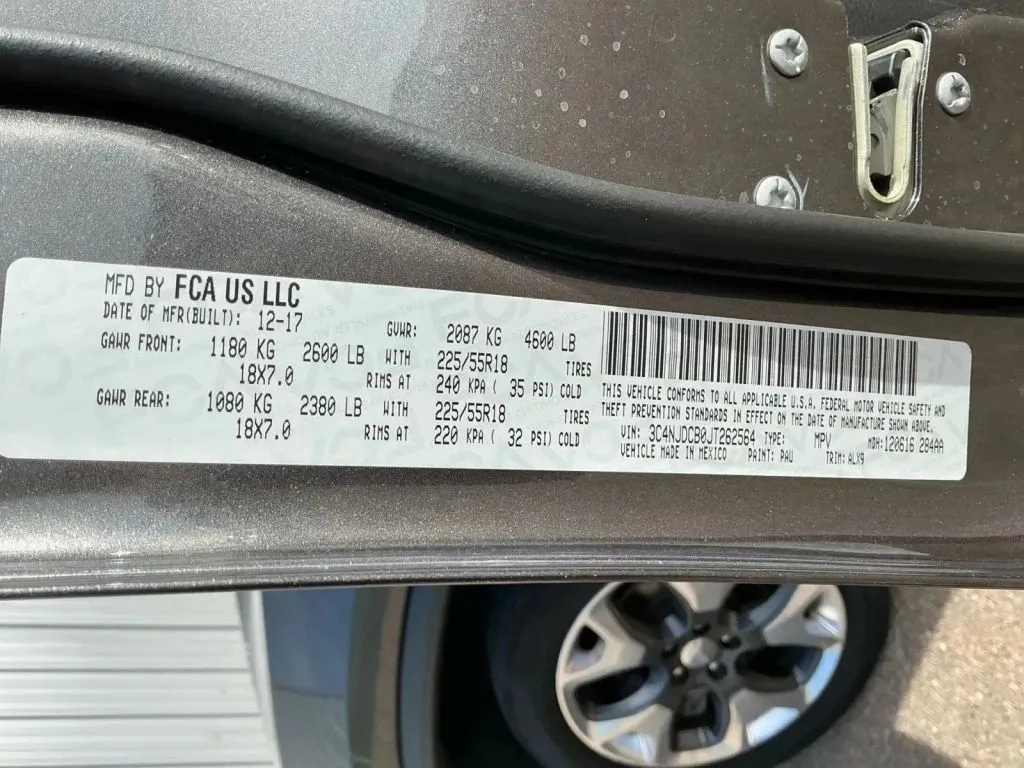 MFD BY FCA US LLC
DATE OF MFR(BUILT): 12-17
GVWR: 2087 KG 4600 LB
GAWR FRONT: 1180 KG 2600 LB WITH 225/55R18 TIRES
18X7.0 RIMS AT 240 KPA ( 35 PSI) COLD
GAWR REAR: 1080 KG 2380 LB WITH 225/55R18 TIRES
18X7.0 RIMS AT 220 KPA ( 32 PSI) COLD
THIS VEHICLE CONFORMS TO ALL APPLICABLE U.S.A. FEDERAL MOTOR VEHICLE SAFETY AND
THEFT PREVENTION STANDARDS IN EFFECT ON THE DATE OF MANUFACTURE SHOWN ABOVE.
VIN: 3C4NJDCB0JT262564 TYPE: MPV MDH:120616 284AA
VEHICLE MADE IN MEXICO PAINT: PAU TRIM: ALX9